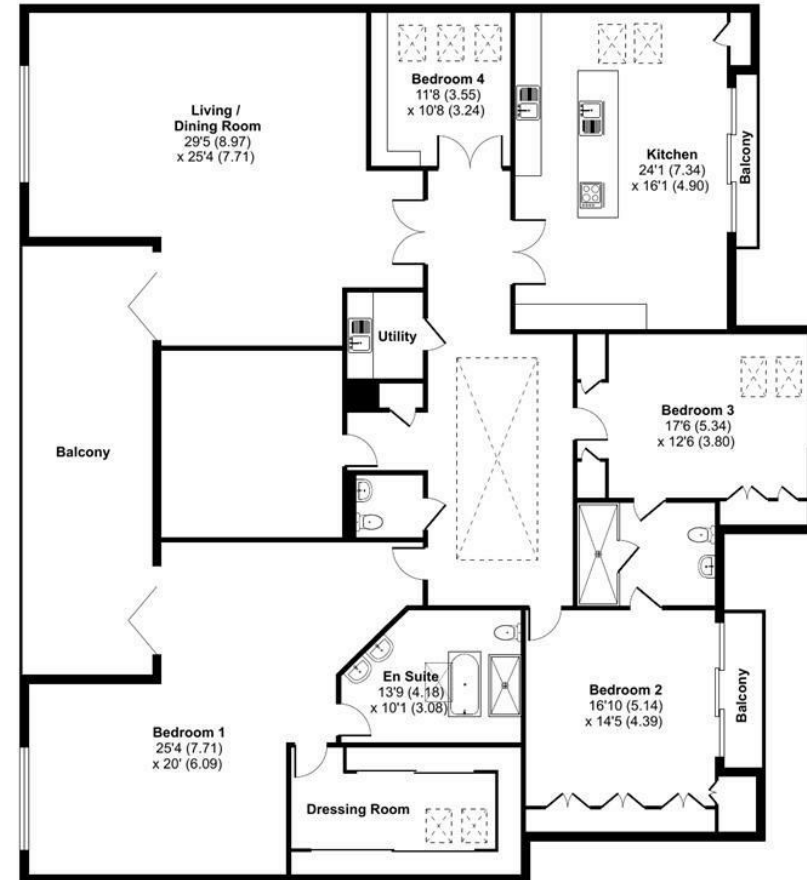 Living /
Dining Room
29'5 (8.97)
x 25'4 (7.71)
Bedroom 4
11'8 (3.55)
x 10'8 (3.24)
Kitchen
24'1 (7.34)
x 16'1 (4.90)
Balcony
Utility
Bedroom 3
17'6 (5.34)
x 12'6 (3.80)
Balcony
En Suite
13'9 (4.18)
x 10'1 (3.08)
Bedroom 2
16'10 (5.14)
x 14'5 (4.39)
Balcony
Bedroom 1
25'4 (7.71)
x 20' (6.09)
Dressing Room